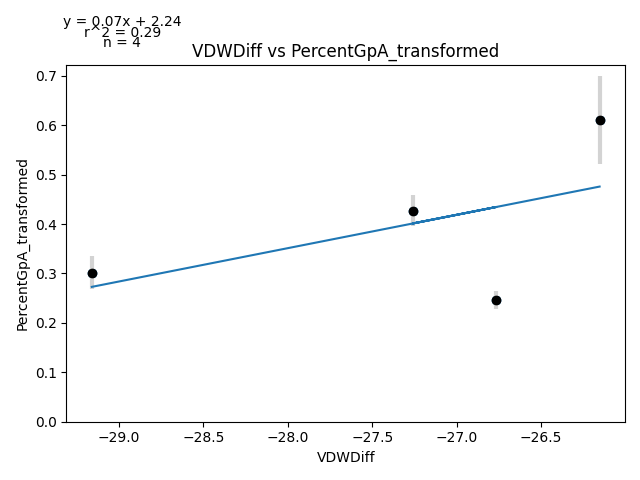 y = 0.07x + 2.24
r^2 = 0.29
n = 4
VDWDiff vs PercentGpA_transformed
PercentGpA_transformed
0.7
0.6
0.5
0.4
0.3
0.2
0.1
0.0
−29.0 −28.5 −28.0 −27.5 −27.0 −26.5
VDWDiff